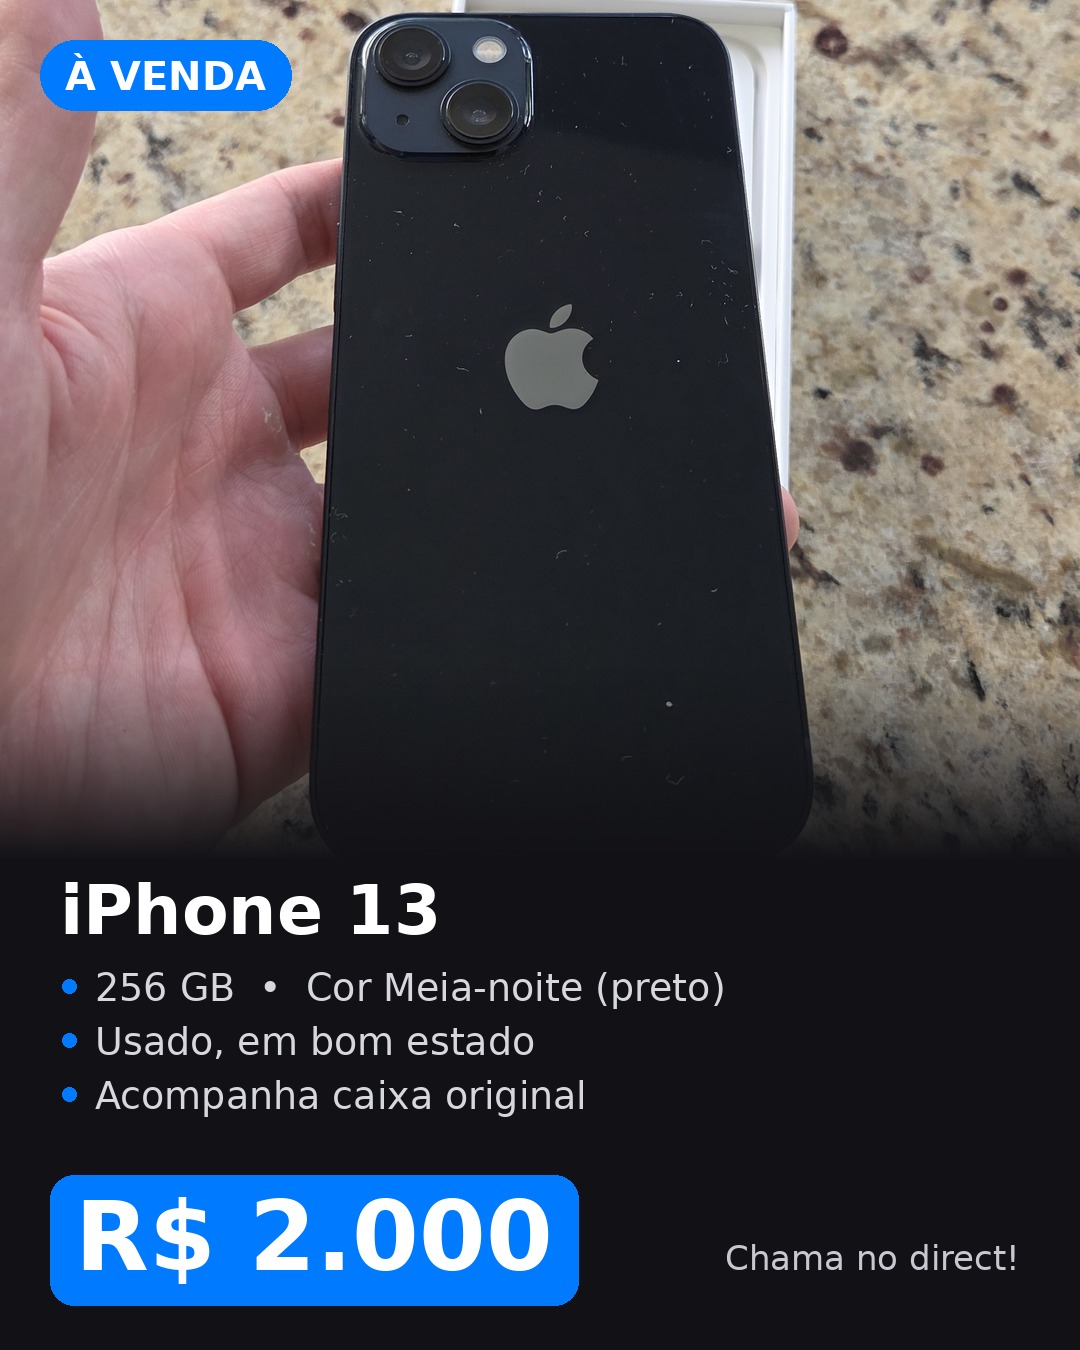 À VENDA
iPhone 13
• 256 GB • Cor Meia-noite (preto)
• Usado, em bom estado
• Acompanha caixa original
R$ 2.000
Chama no direct!